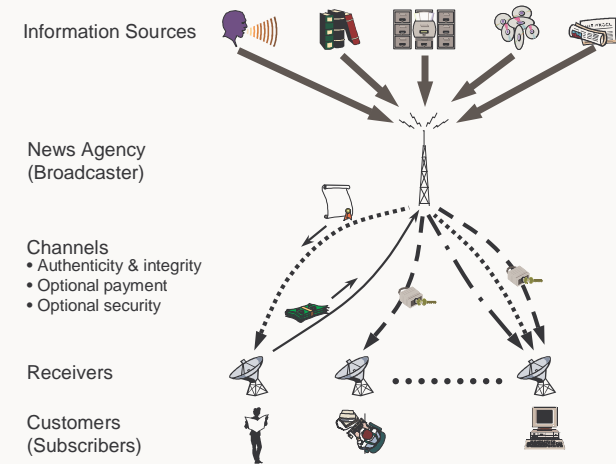 Information Sources
News Agency
(Broadcaster)
Channels
• Authenticity & integrity
• Optional payment
• Optional security
Receivers
Customers
(Subscribers)